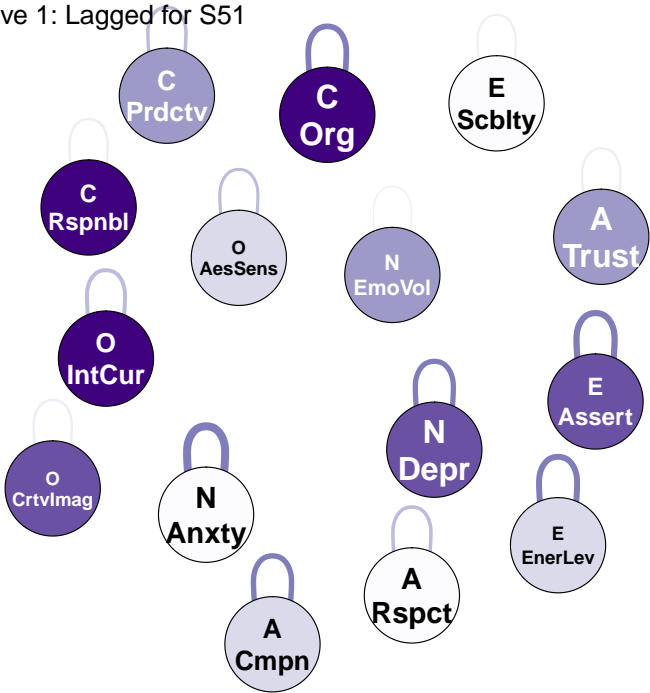 ve 1: Lagged for S51
C
Prdctv
C
Org
E
Scblty
C
Rspnbl
O
AesSens
N
EmoVol
A
Trust
O
IntCur
E
Assert
N
Depr
O
CrtvImag
N
Anxty
E
EnerLev
A
Rspct
A
Cmpn